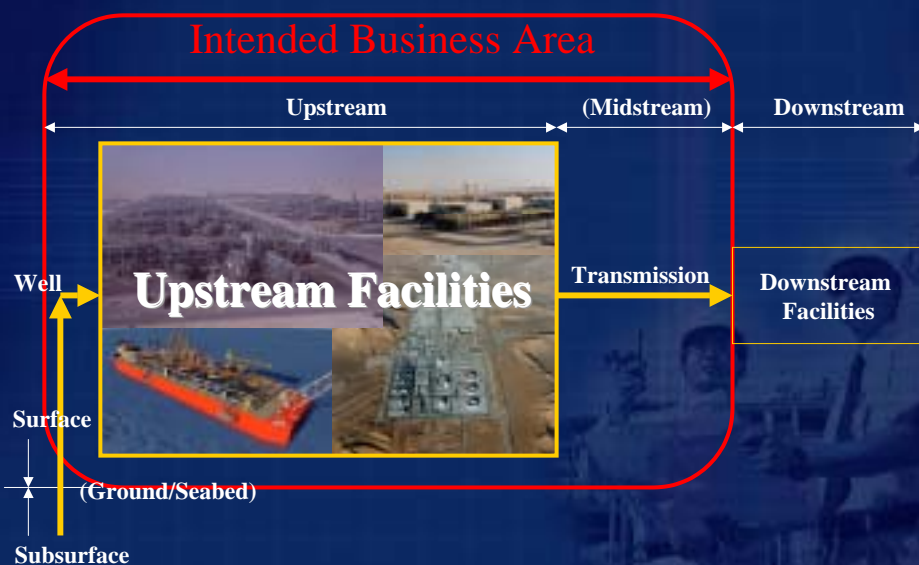 Intended Business Area
Upstream
(Midstream)
Downstream
Well
Upstream Facilities
Transmission
Downstream
Facilities
Surface
(Ground/Seabed)
Subsurface